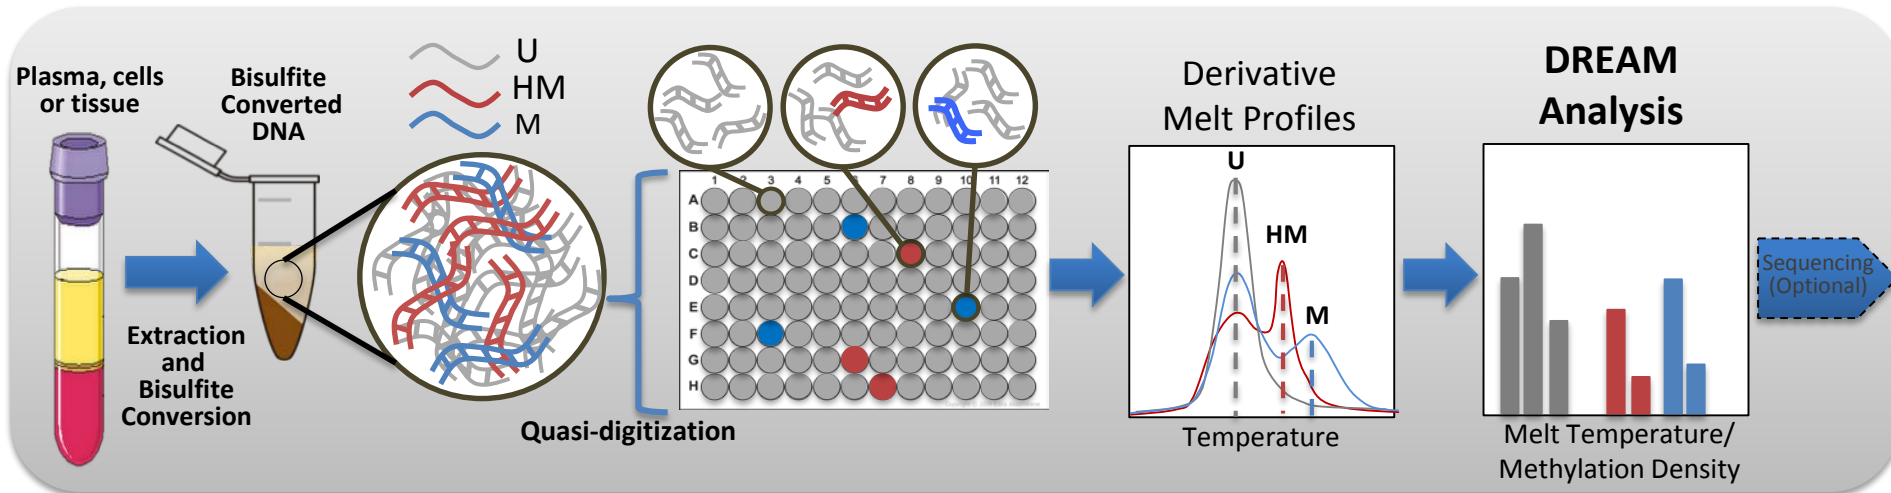 Plasma, cells
or tissue
Extraction
and
Bisulfite
Conversion
Bisulfite
Converted
DNA
U
HM
M
Quasi-digitization
1 2 3 4 5 6 7 8 9 10 11 12
A
B
C
D
E
F
G
H
Derivative
Melt Profiles
U
HM
M
Temperature
DREAM
Analysis
Melt Temperature/
Methylation Density
Sequencing
(Optional)